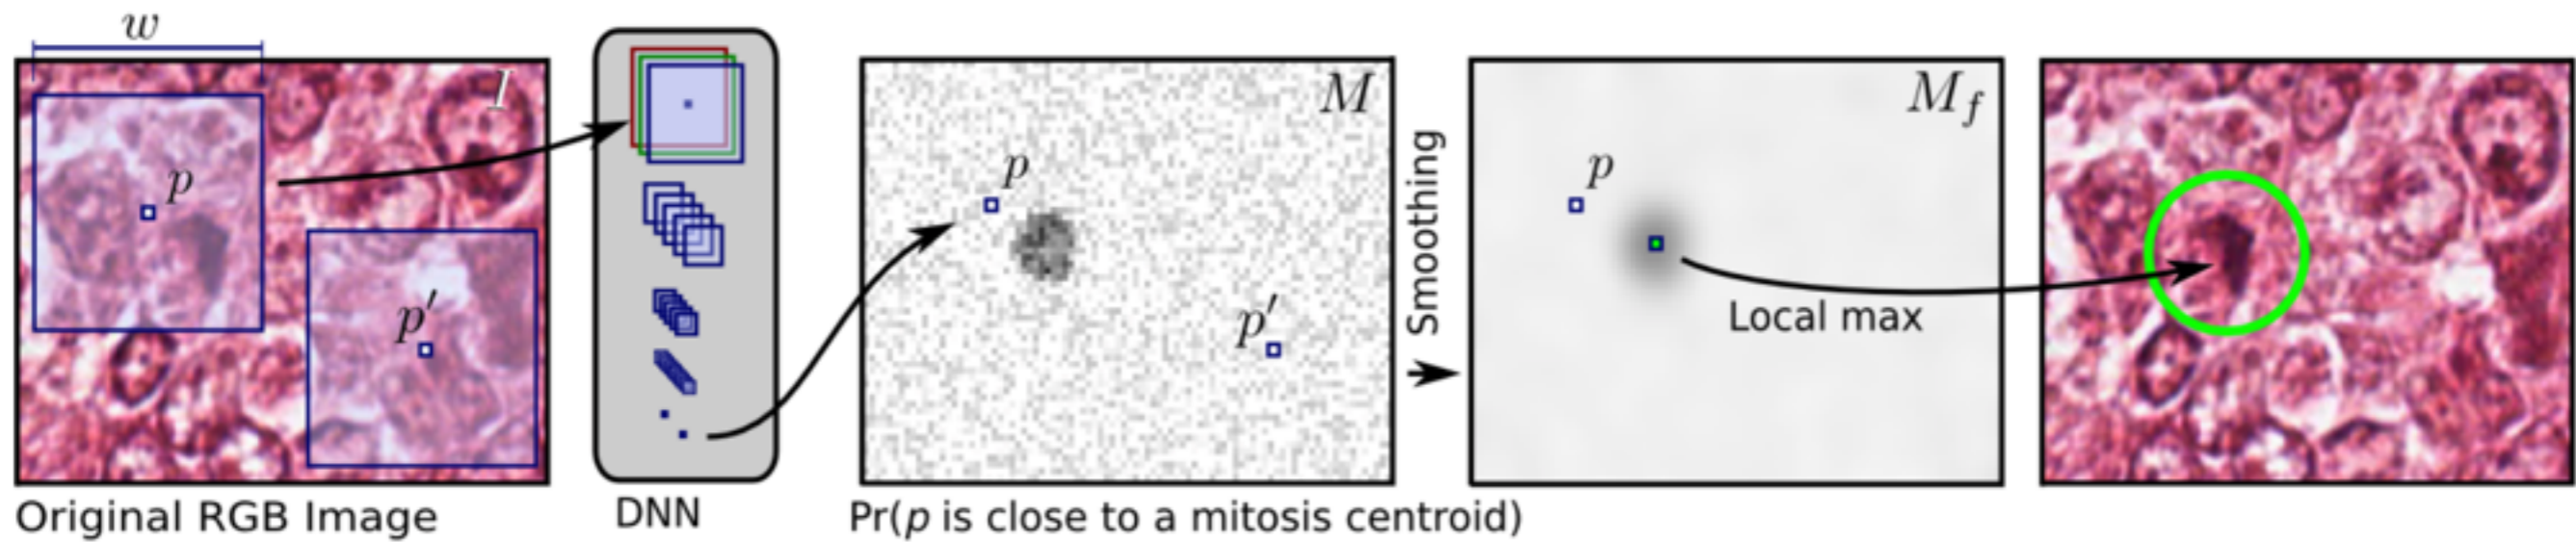 w
I
p
p′
Original RGB Image
DNN
M
p
p′
Pr(p is close to a mitosis centroid)
Smoothing
M_f
p
Local max